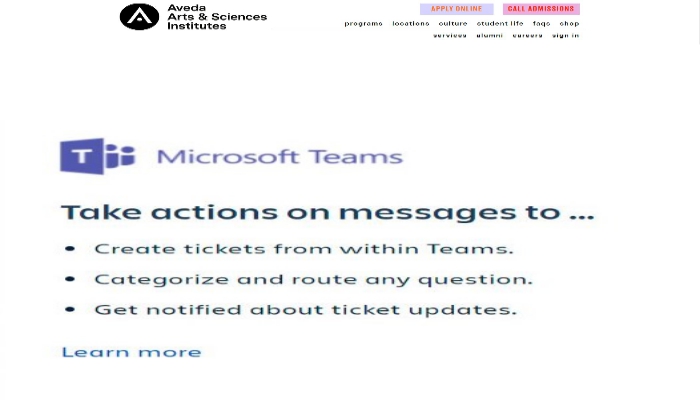 Aveda
Arts & Sciences
Institutes
APPLY ONLINE CALL ADMISSIONS
programs locations culture student life faqs shop
services alumni careers sign in
T
Microsoft Teams
Take actions on messages to ...
• Create tickets from within Teams.
• Categorize and route any question.
• Get notified about ticket updates.
Learn more